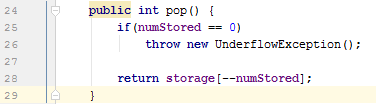 24 public int pop() {
25 if(numStored == 0)
26 throw new UnderflowException();
27
28 return storage[--numStored];
29 }